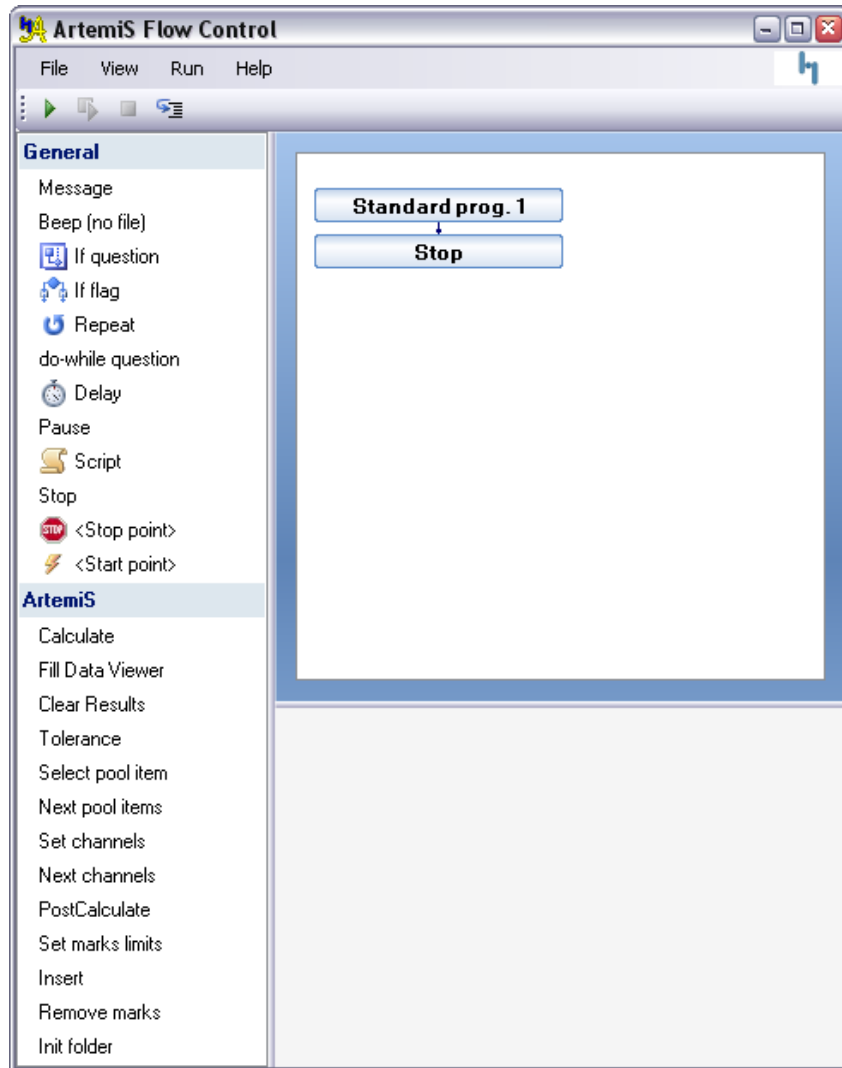 ArtemiS Flow Control
File View Run Help
General
Message
Beep (no file)
If question
If flag
Repeat
do-while question
Delay
Pause
Script
Stop
STOP <Stop point>
<Start point>
ArtemiS
Calculate
Fill Data Viewer
Clear Results
Tolerance
Select pool item
Next pool items
Set channels
Next channels
PostCalculate
Set marks limits
Insert
Remove marks
Init folder
Standard prog. 1
Stop